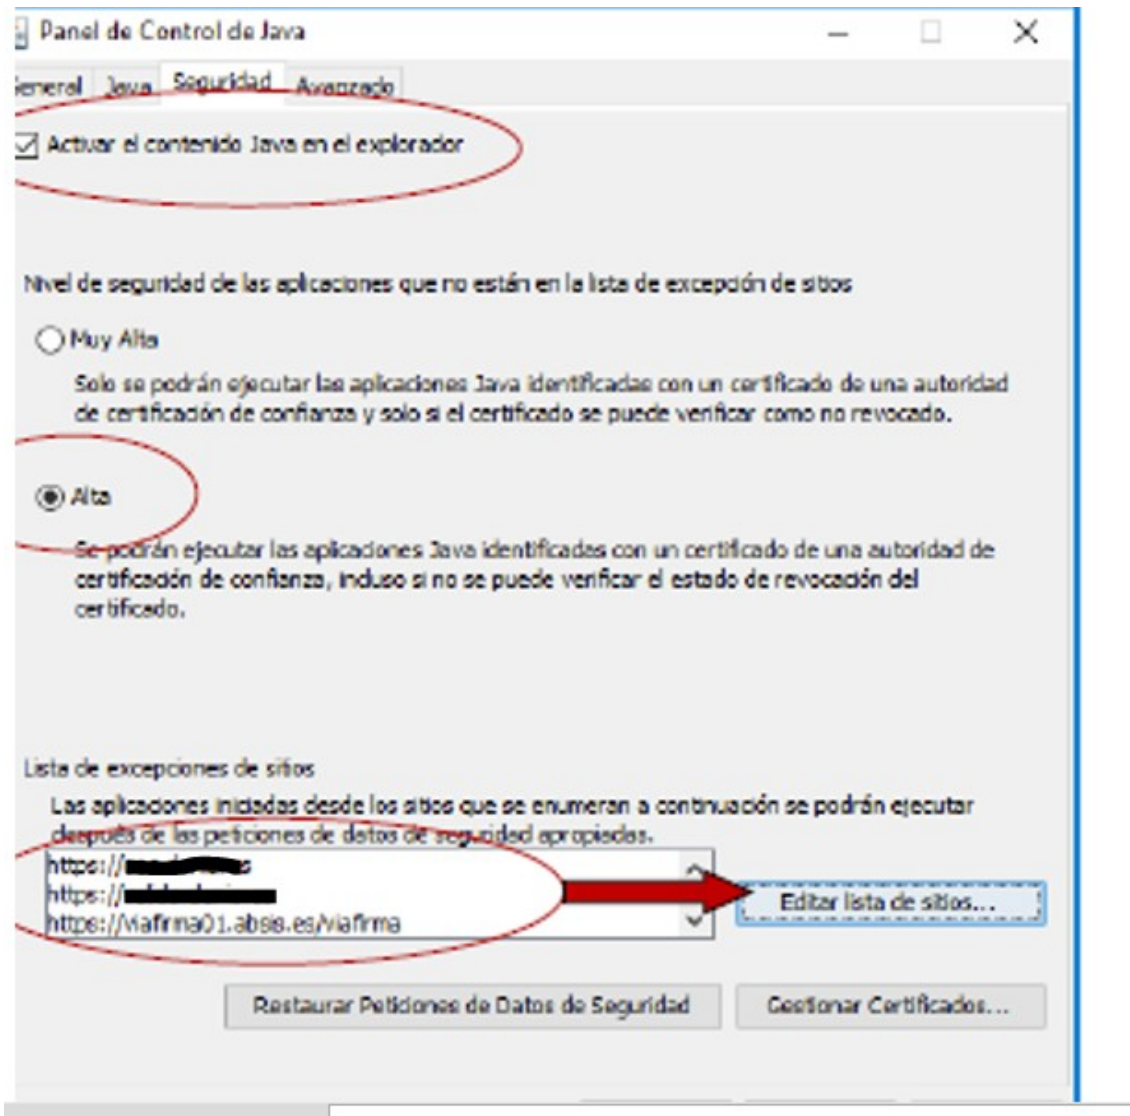 Panel de Control de Java
General Java Seguridad Avanzado
Activar el contenido Java en el explorador
Nivel de seguridad de las aplicaciones que no están en la lista de excepción de sitios
Muy Alta
Solo se podrán ejecutar las aplicaciones Java identificadas con un certificado de una autoridad
de certificación de confianza y solo si el certificado se puede verificar como no revocado.
Alta
Se podrán ejecutar las aplicaciones Java identificadas con un certificado de una autoridad de
certificación de confianza, incluso si no se puede verificar el estado de revocación del
certificado.
Lista de excepciones de sitios
Las aplicaciones iniciadas desde los sitios que se enumeran a continuación se podrán ejecutar
después de las peticiones de datos de seguridad apropiadas.
https://
https://
https://viafirma01.absis.es/viafirma
Editar lista de sitios...
Restaurar Peticiones de Datos de Seguridad
Gestionar Certificados...